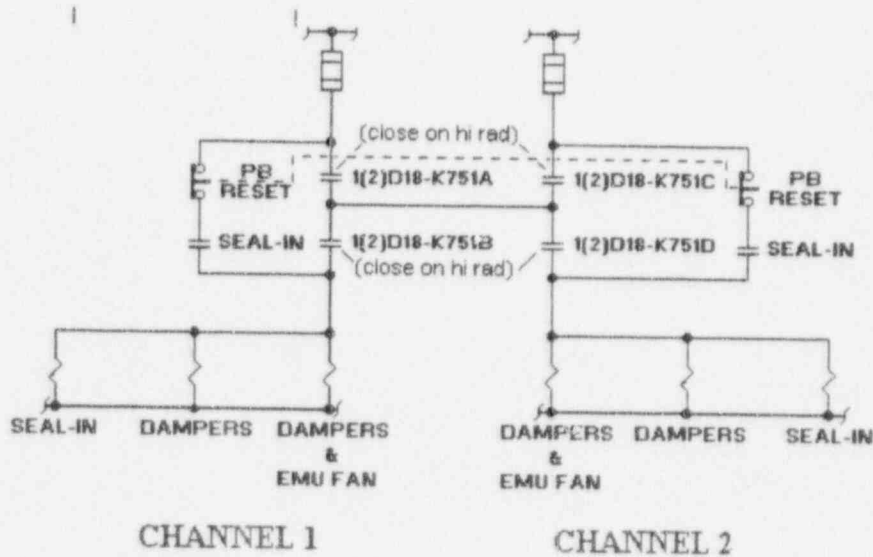 (close on hi rad)
PB
RESET
1(2)D18-K751A
1(2)D18-K751C
PB
RESET
SEAL-IN
1(2)D18-K751B
1(2)D18-K751D
SEAL-IN
(close on hi rad)
SEAL-IN
DAMPERS
DAMPERS
&
EMU FAN
DAMPERS
&
EMU FAN
DAMPERS
SEAL-IN
CHANNEL 1
CHANNEL 2